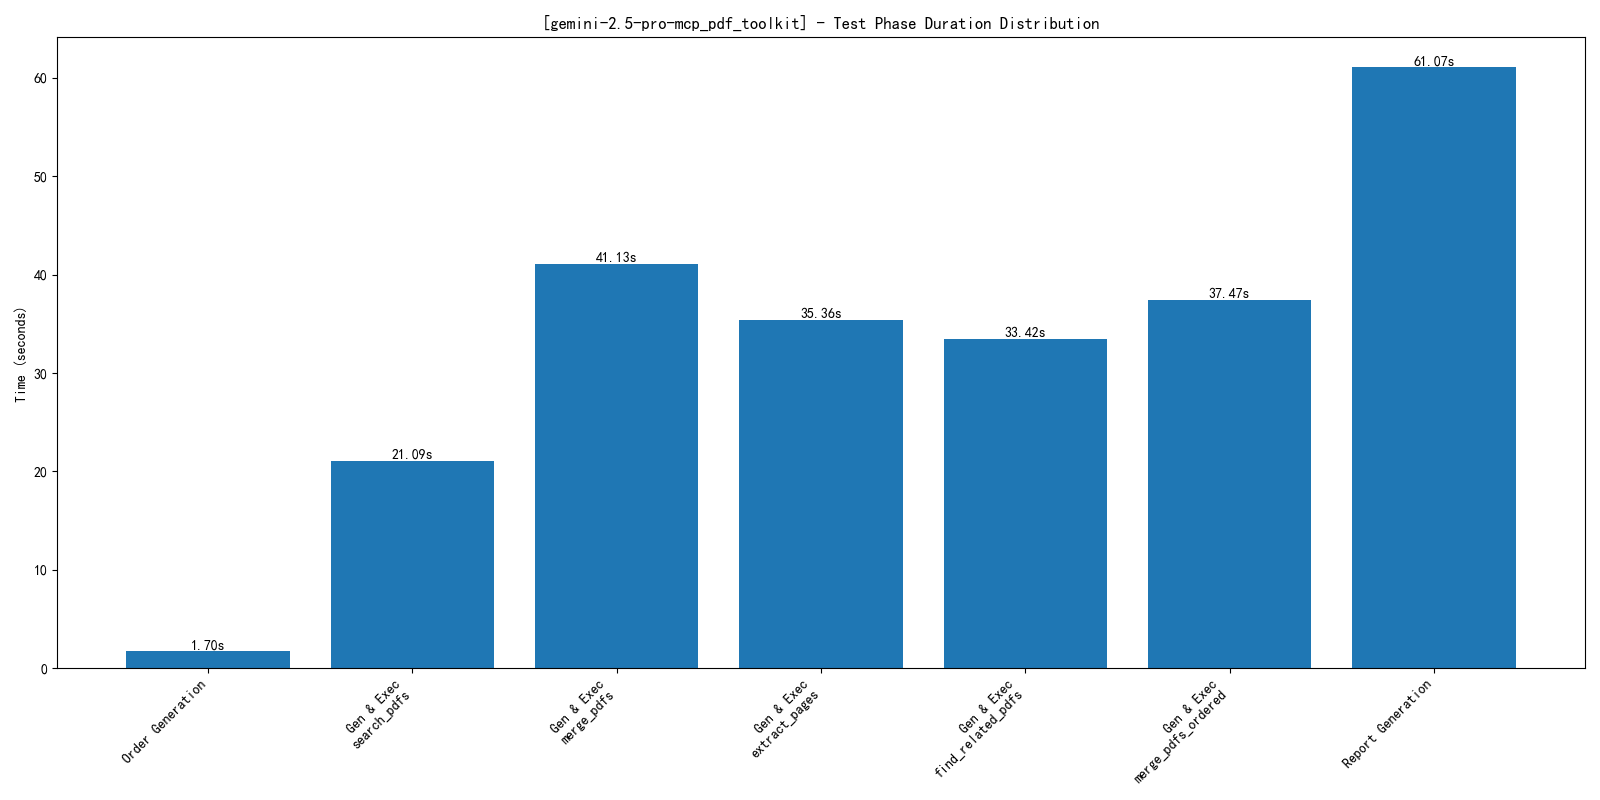 [gemini-2.5-pro-mcp_pdf_toolkit] - Test Phase Duration Distribution
Time (seconds)
60
50
40
30
20
10
0
1.70s
21.09s
41.13s
35.36s
33.42s
37.47s
61.07s
Order Generation
Gen & Exec
search_pdfs
Gen & Exec
merge_pdfs
Gen & Exec
extract_pages
Gen & Exec
find_related_pdfs
Gen & Exec
merge_pdfs_ordered
Report Generation